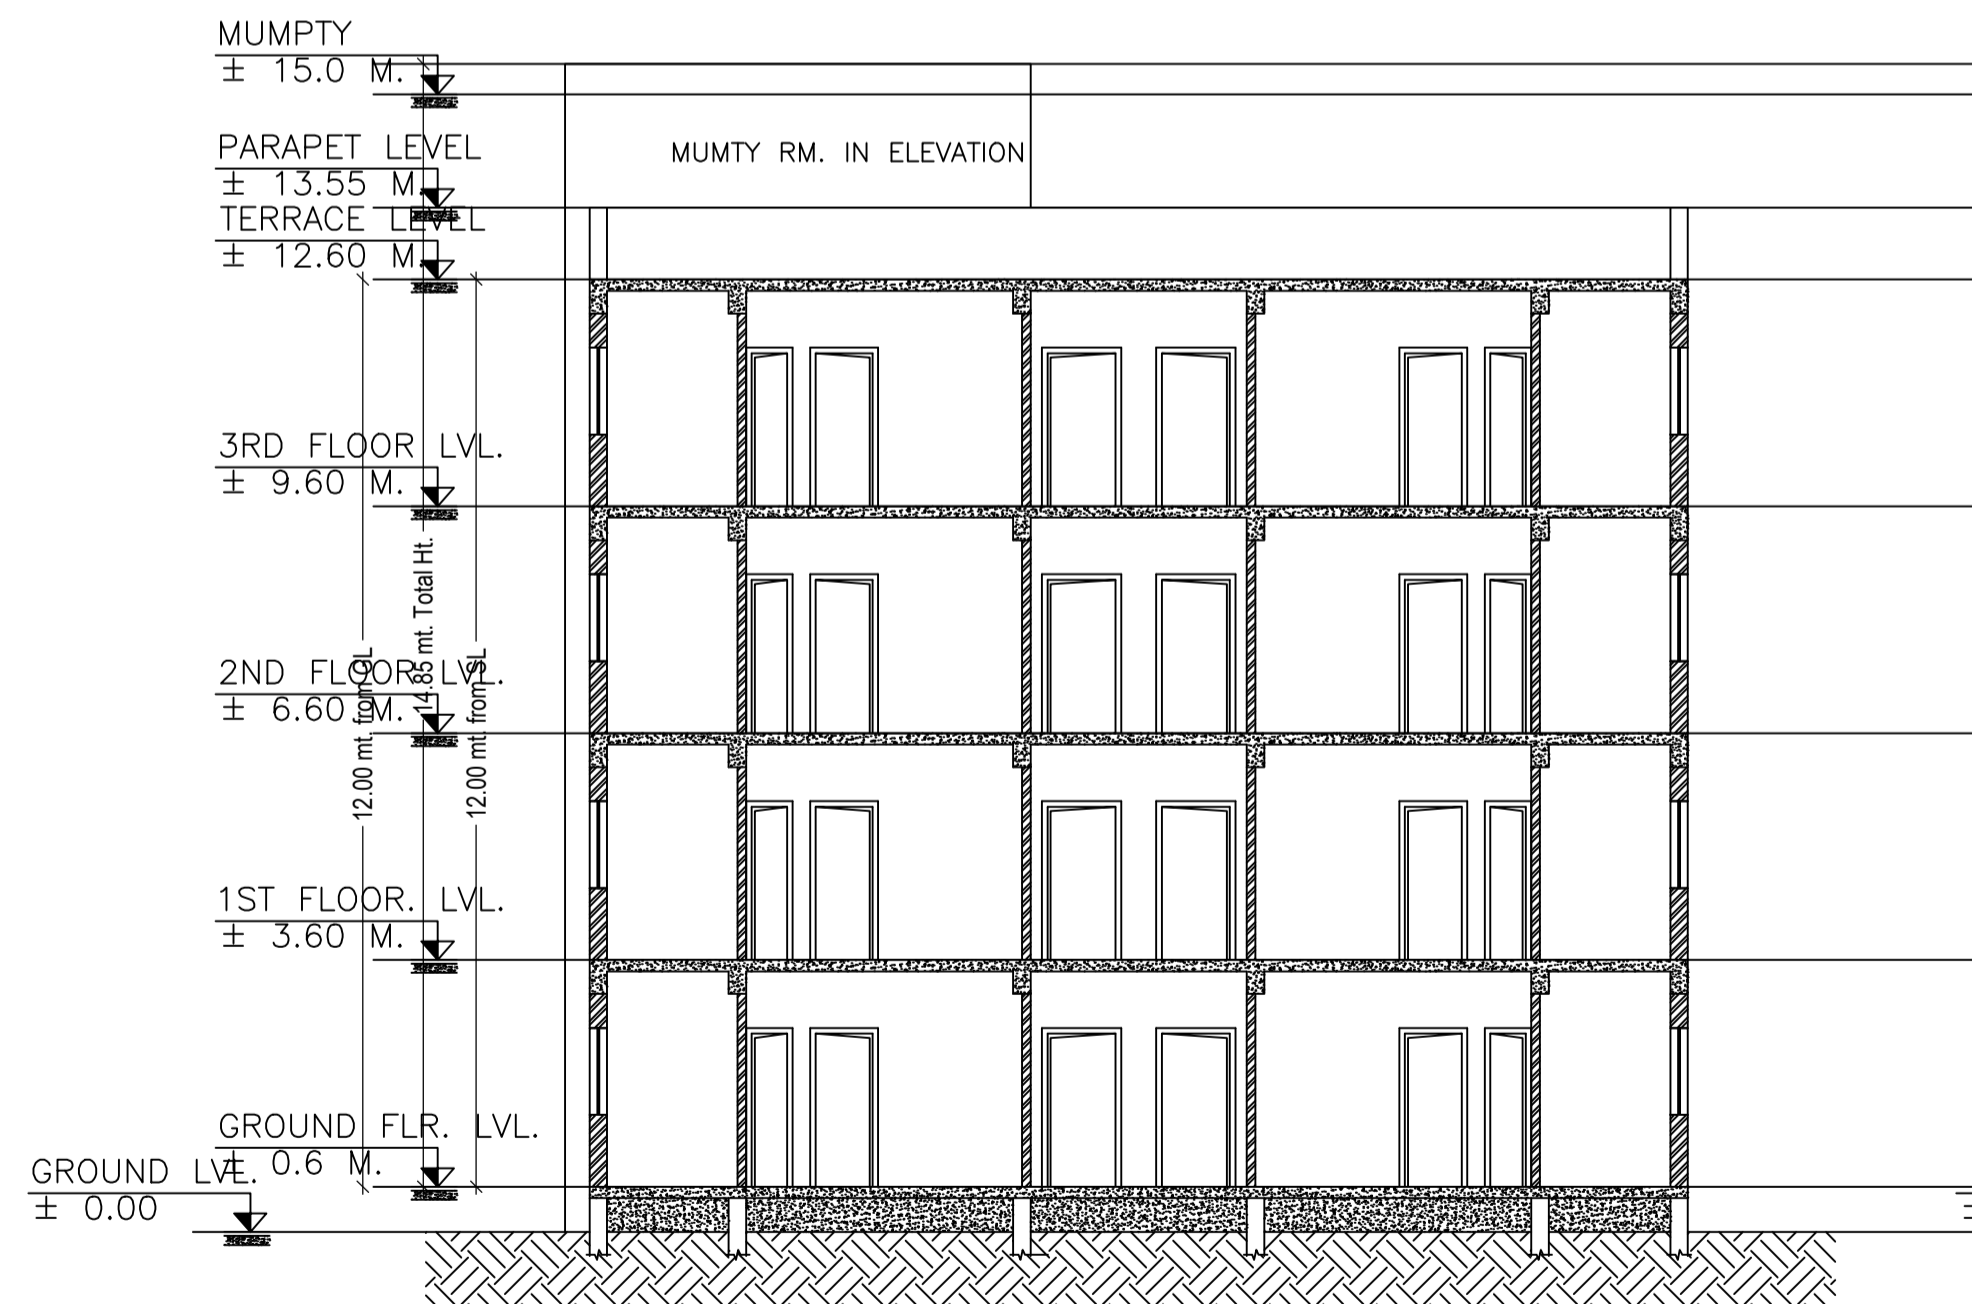 MUMPTY
± 15.0 M.
MUMTY RM. IN ELEVATION
PARAPET LEVEL
± 13.55 M.
TERRACE LEVEL
± 12.60 M.
3RD FLOOR LVL.
± 9.60 M.
14.85 mt. Total Ht.
2ND FLOOR LVL.
± 6.60 M.
12.00 mt. from GL
12.00 mt. from SL
1ST FLOOR. LVL.
± 3.60 M.
GROUND FLR. LVL.
± 0.6 M.
GROUND LVL.
± 0.00